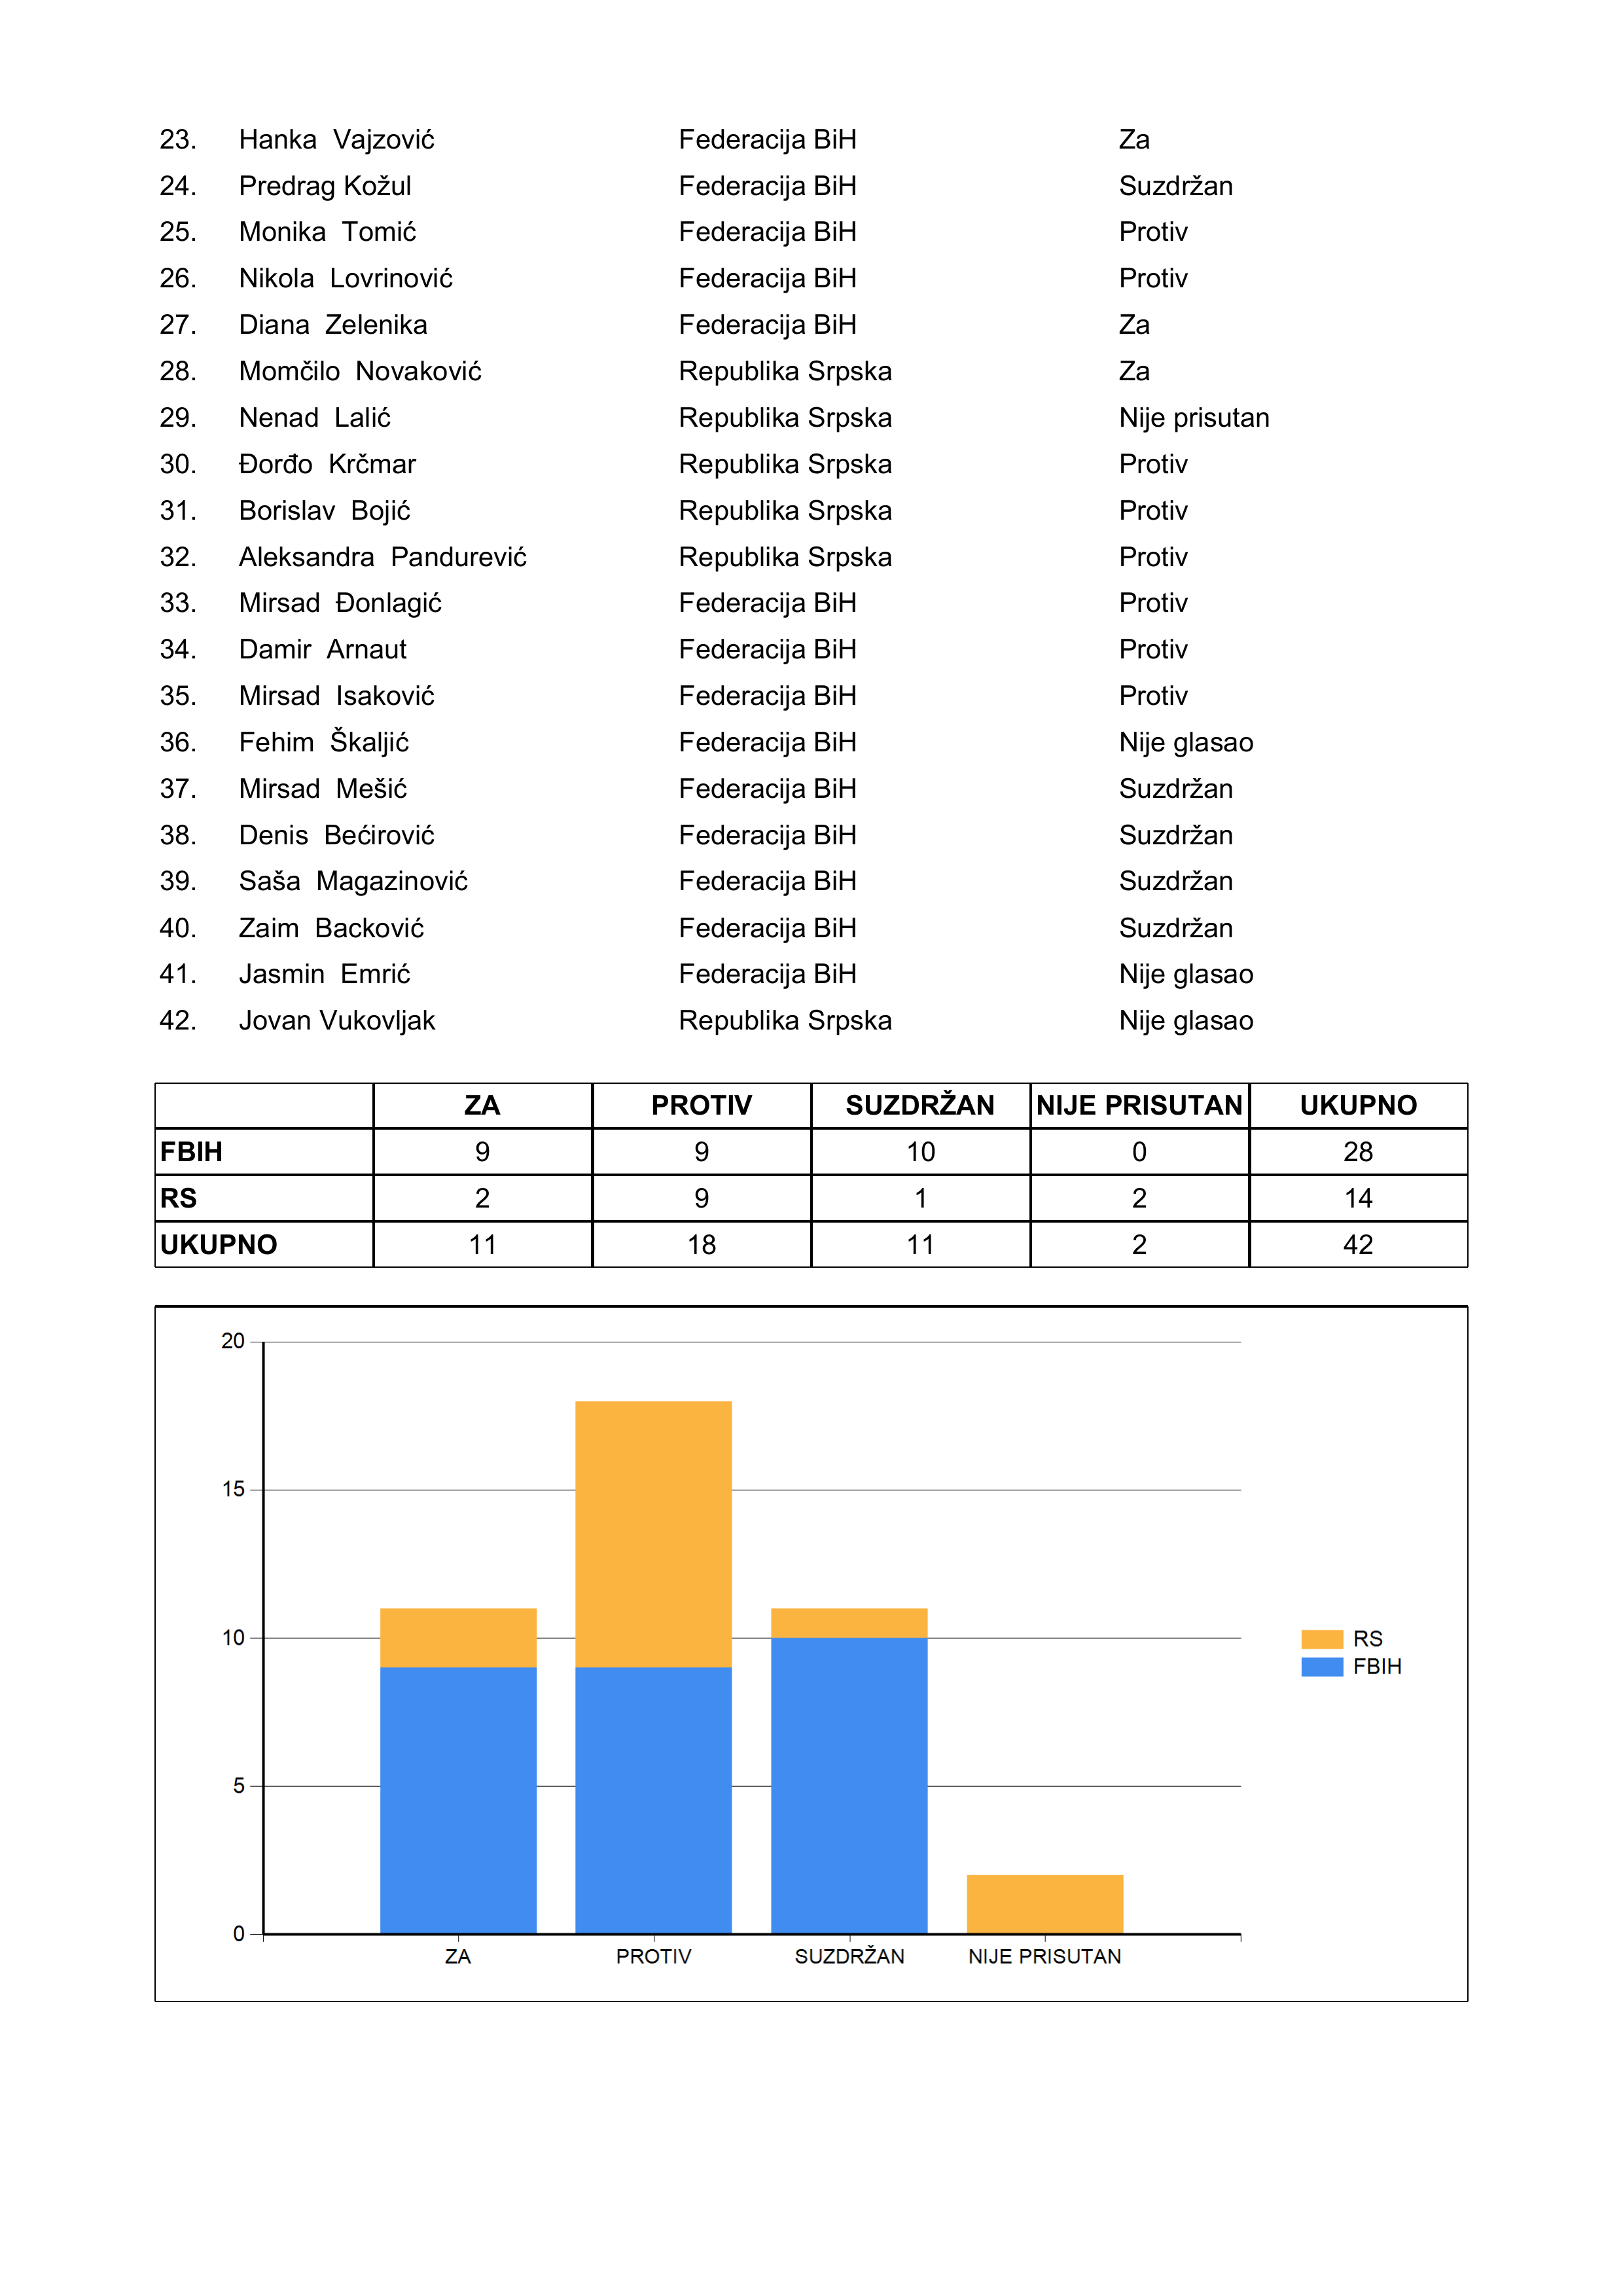 23. Hanka Vajzović Federacija BiH Za
24. Predrag Kožul Federacija BiH Suzdržan
25. Monika Tomić Federacija BiH Protiv
26. Nikola Lovrinović Federacija BiH Protiv
27. Diana Zelenika Federacija BiH Za
28. Momčilo Novaković Republika Srpska Za
29. Nenad Lalić Republika Srpska Nije prisutan
30. Đorđo Krčmar Republika Srpska Protiv
31. Borislav Bojić Republika Srpska Protiv
32. Aleksandra Pandurević Republika Srpska Protiv
33. Mirsad Đonlagić Federacija BiH Protiv
34. Damir Arnaut Federacija BiH Protiv
35. Mirsad Isaković Federacija BiH Protiv
36. Fehim Škaljić Federacija BiH Nije glasao
37. Mirsad Mešić Federacija BiH Suzdržan
38. Denis Bećirović Federacija BiH Suzdržan
39. Saša Magazinović Federacija BiH Suzdržan
40. Zaim Backović Federacija BiH Suzdržan
41. Jasmin Emrić Federacija BiH Nije glasao
42. Jovan Vukovljak Republika Srpska Nije glasao
ZA PROTIV SUZDRŽAN NIJE PRISUTAN UKUPNO
FBIH 9 9 10 0 28
RS 2 9 1 2 14
UKUPNO 11 18 11 2 42
20
15
10
5
0
ZA PROTIV SUZDRŽAN NIJE PRISUTAN
RS
FBIH